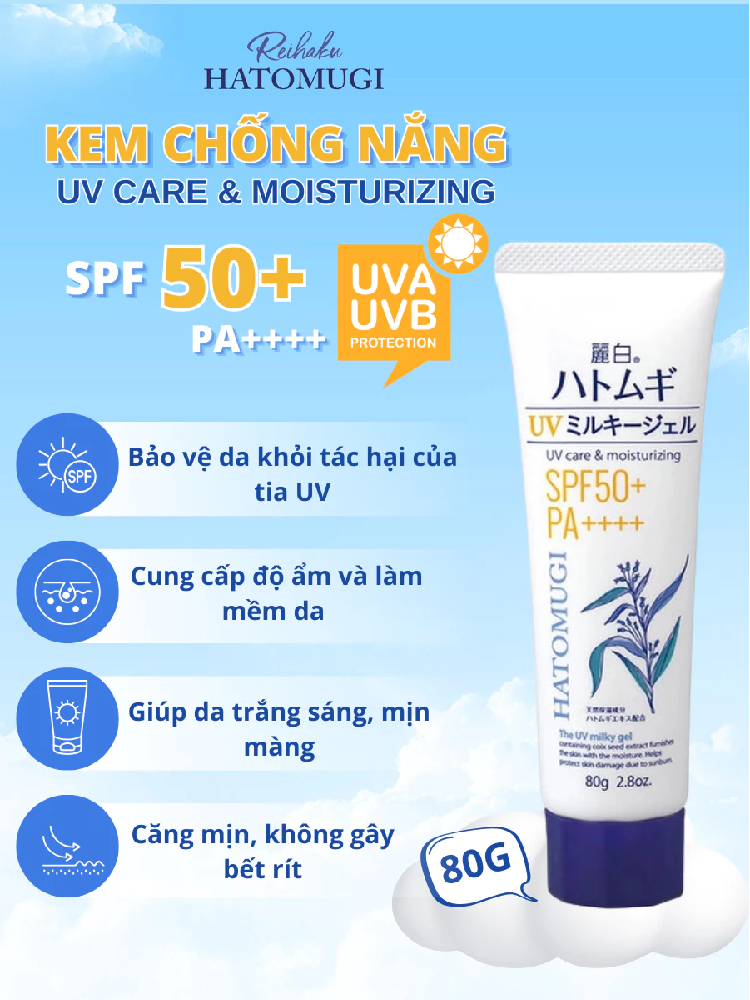 Reihaku
HATOMUGI
KEM CHỐNG NẮNG
UV CARE & MOISTURIZING
SPF 50+
PA++++
UVA
UVB
PROTECTION
麗白®
ハトムギ
UVミルキージェル
UV care & moisturizing
SPF50+
PA++++
HATOMUGI
天然保湿成分
ハトムギエキス配合
The UV milky gel
containing coix seed extract furnishes
the skin with the moisture. Helps
protect skin damage due to sunburn.
80g 2.8oz.
SPF
Bảo vệ da khỏi tác hại của
tia UV
Cung cấp độ ẩm và làm
mềm da
Giúp da trắng sáng, mịn
màng
Căng mịn, không gây
bết rít
80G